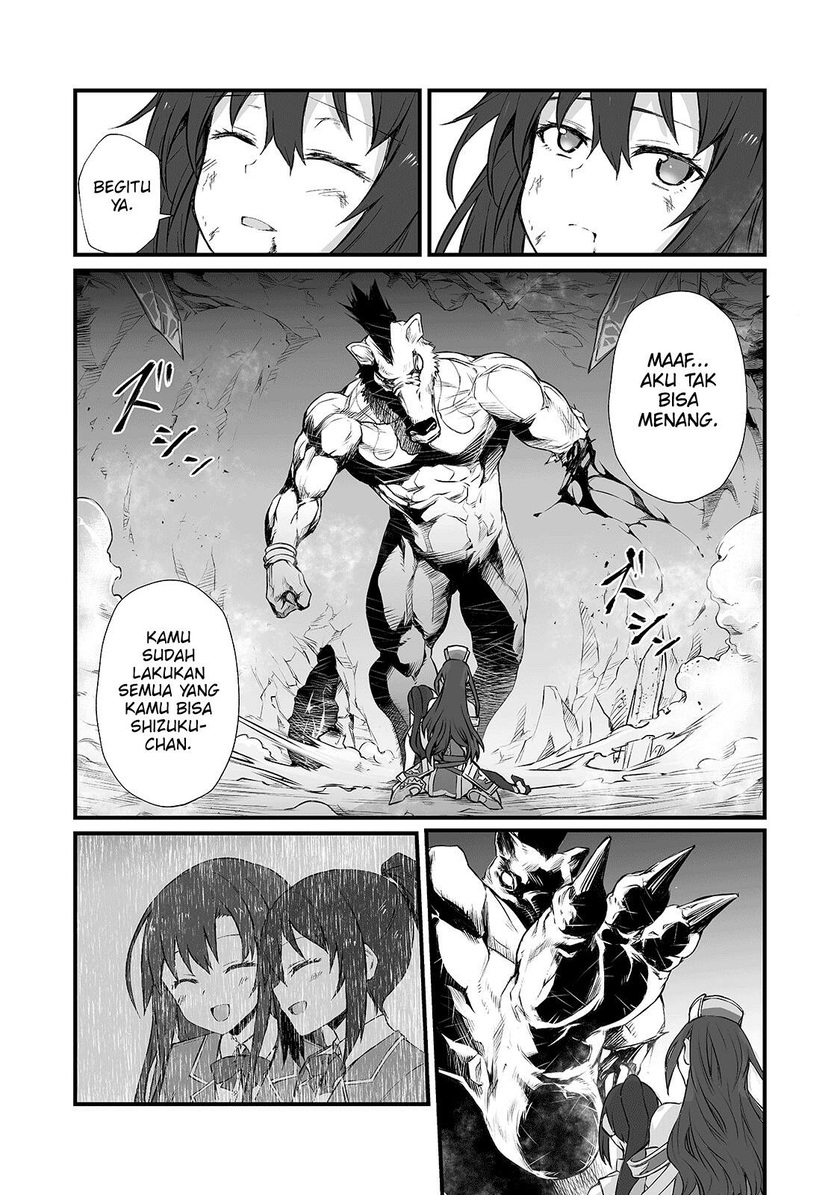 BEGITU
YA.
MAAF...
AKU TAK
BISA
MENANG.
ズシン
ズシン
KAMU
SUDAH
LAKUKAN
SEMUA YANG
KAMU BISA
SHIZUKU-
CHAN.